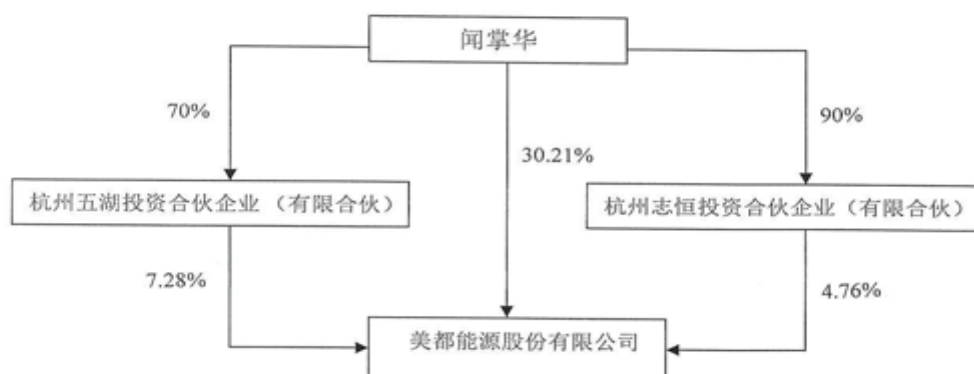 闻掌华
70%
30.21%
90%
杭州五湖投资合伙企业（有限合伙）
杭州志恒投资合伙企业（有限合伙）
7.28%
4.76%
美都能源股份有限公司